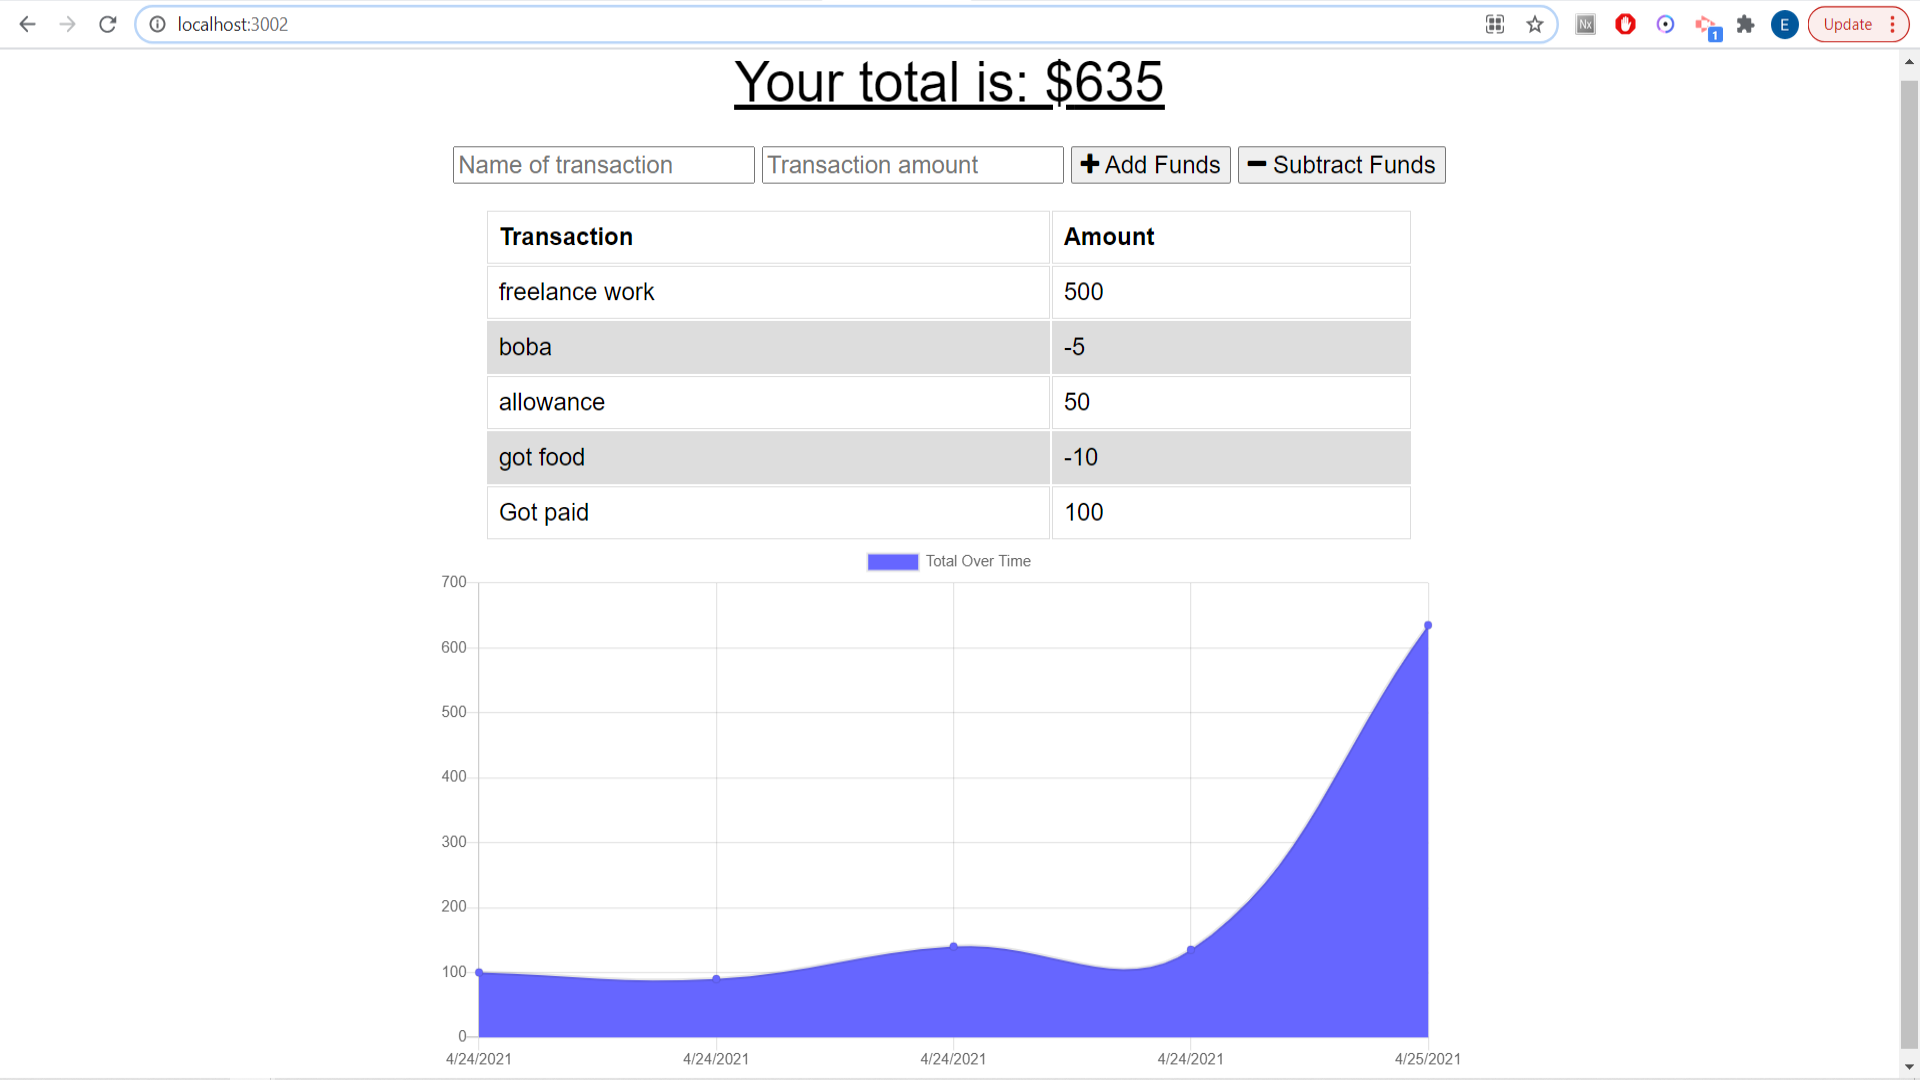 localhost:3002
Nx
1
E
Update
Your total is: $635
Name of transaction Transaction amount Add Funds Subtract Funds
Transaction Amount
freelance work 500
boba -5
allowance 50
got food -10
Got paid 100
Total Over Time
700
600
500
400
300
200
100
0
4/24/2021 4/24/2021 4/24/2021 4/24/2021 4/25/2021